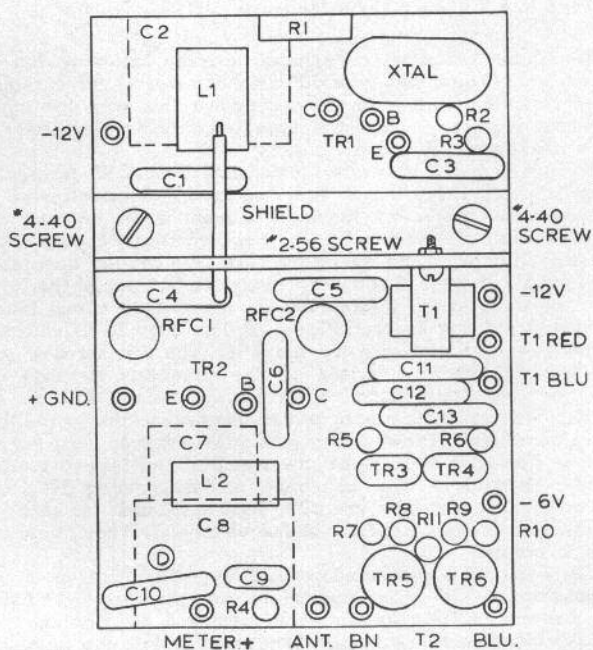 C2
R1
L1
XTAL
C
B
R2
-12V
TR1
E
R3
C3
C1
SHIELD
#4-40 SCREW
#2-56 SCREW
#4-40 SCREW
C4
C5
-12V
RFC1
RFC2
T1
T1 RED
TR2
C6
C11
T1 BLU
+ GND.
E
B
C
C12
C13
C7
R5
R6
L2
TR3
TR4
C8
-6V
R7
R8
R11
R9
R10
D
TR5
TR6
C10
C9
R4
METER +
ANT.
BN
T2
BLU.